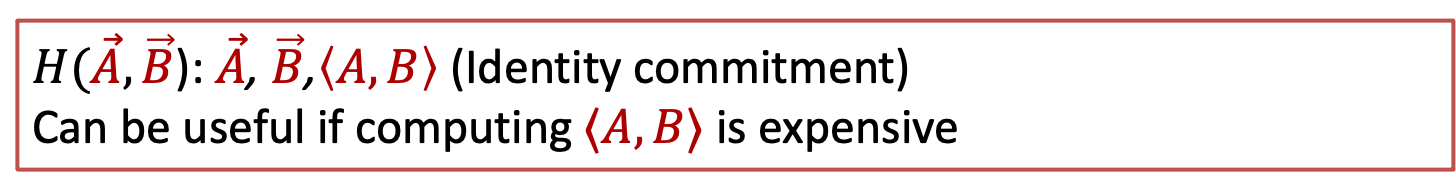 H(A⃗, B⃗): A⃗, B⃗,⟨A, B⟩ (Identity commitment)
Can be useful if computing ⟨A, B⟩ is expensive